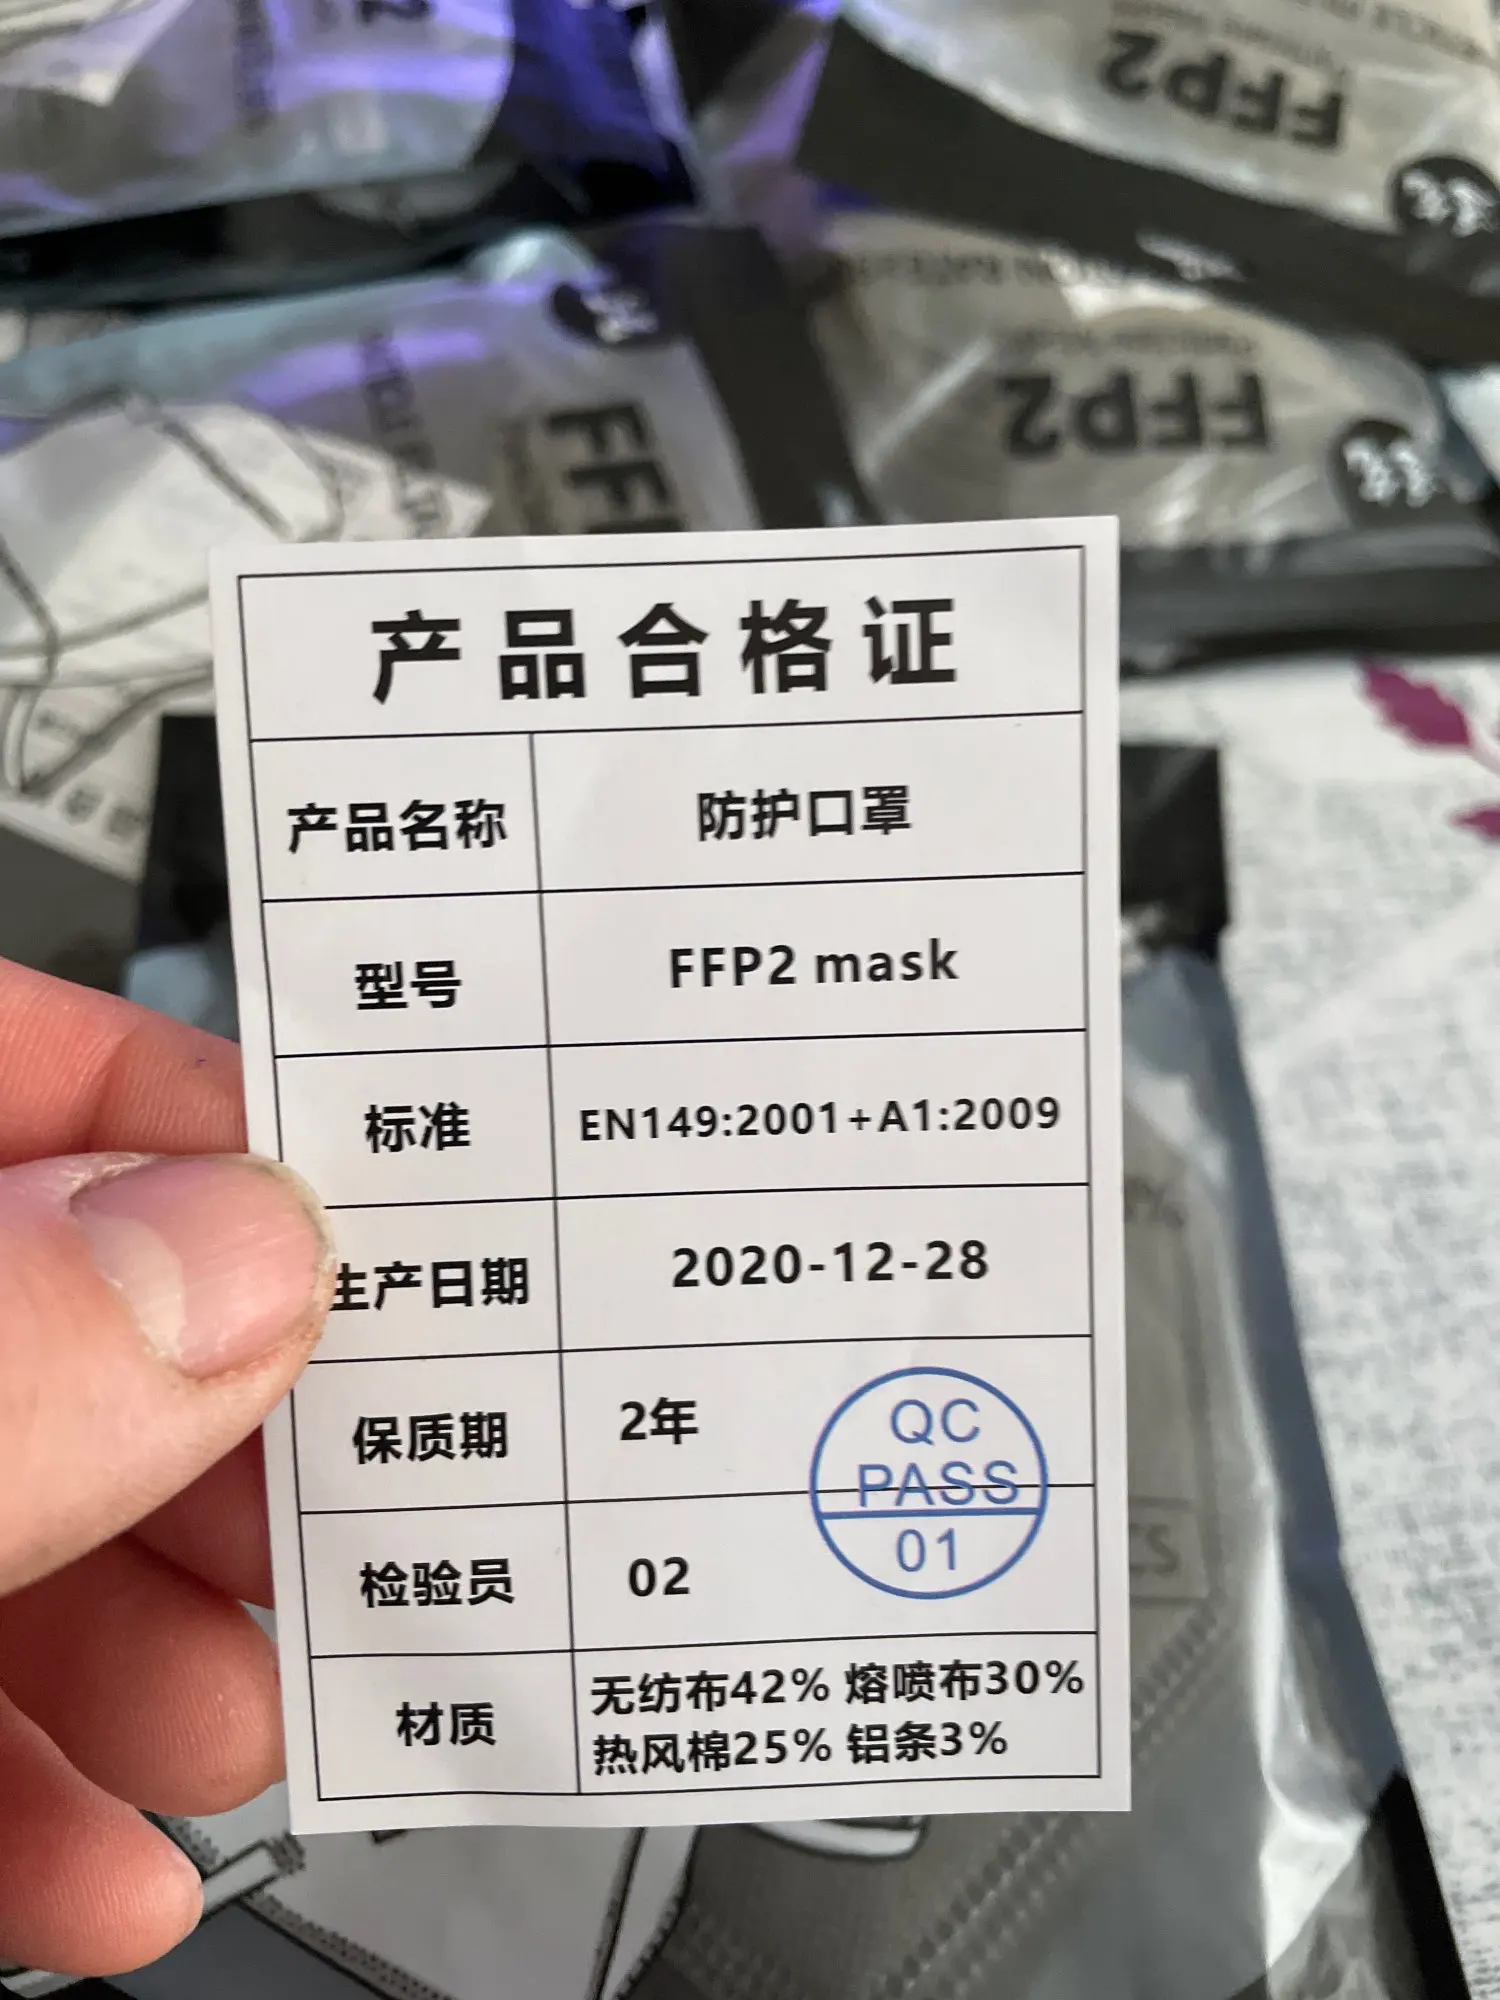 FFP2
FFP2
产品合格证
产品名称 防护口罩
型号 FFP2 mask
标准 EN149:2001+A1:2009
生产日期 2020-12-28
保质期 2年
检验员 02
QC
PASS
01
材质 无纺布42% 熔喷布30%
热风棉25% 铝条3%